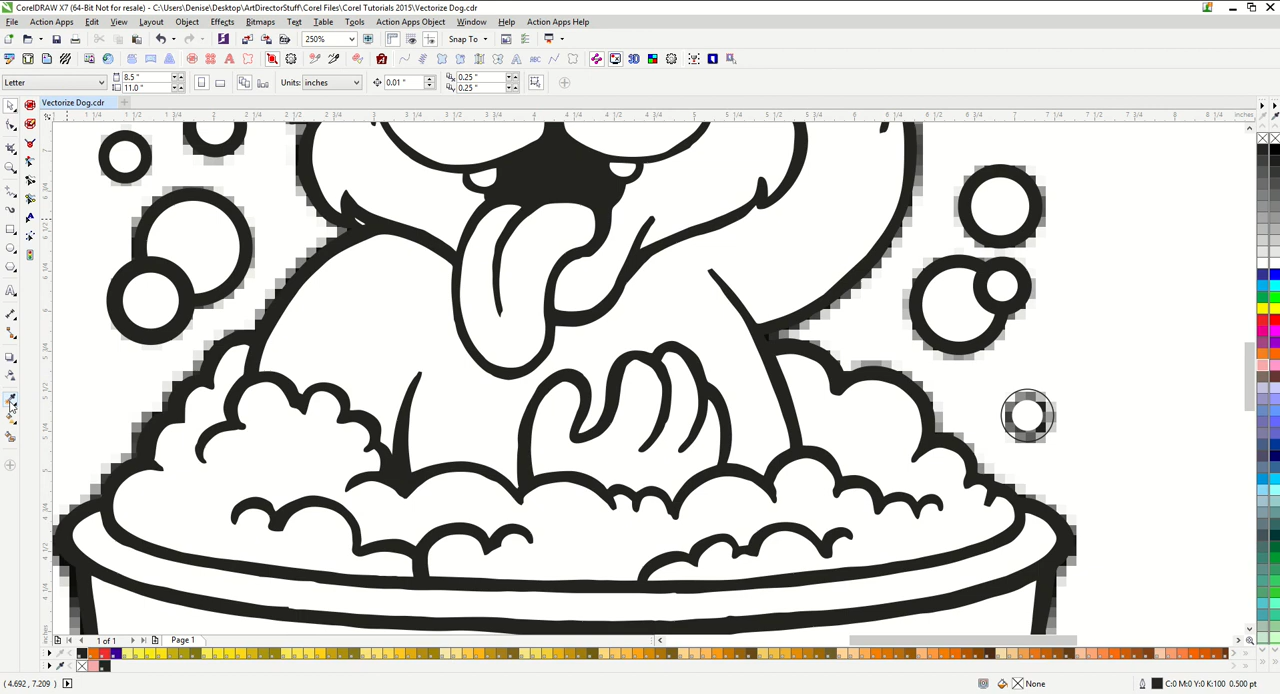 CorelDRAW X7 (64-Bit Not for resale) - C:\Users\Denise\Desktop\ArtDirectorStuff\Corel Files\Corel Tutorials 2015\Vectorize Dog.cdr
File Action Apps Edit View Layout Object Effects Bitmaps Text Table Tools Action Apps Object Window Help Action Apps Help
250% Snap To
Letter 8.5 " 11.0 " Units: inches 0.01 " 0.25 " 0.25 "
Vectorize Dog.cdr
inches
1 of 1 Page 1
( 4.692, 7.209 ) None C:0 M:0 Y:0 K:100 0.500 pt